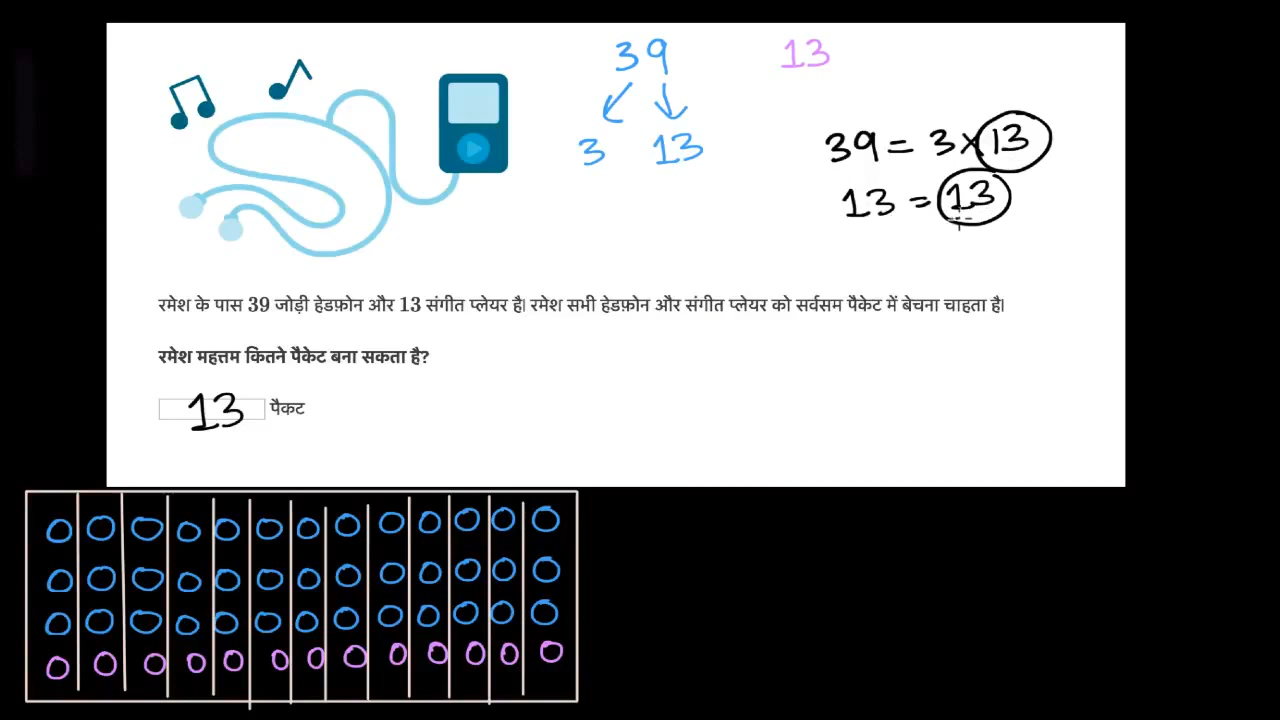 39 13
3 13
39 = 3×13
13 = 13
रमेश के पास 39 जोड़ी हेडफ़ोन और 13 संगीत प्लेयर है। रमेश सभी हेडफ़ोन और संगीत प्लेयर को सर्वसम पैकेट में बेचना चाहता है।
रमेश महत्तम कितने पैकेट बना सकता है?
13 पैकट